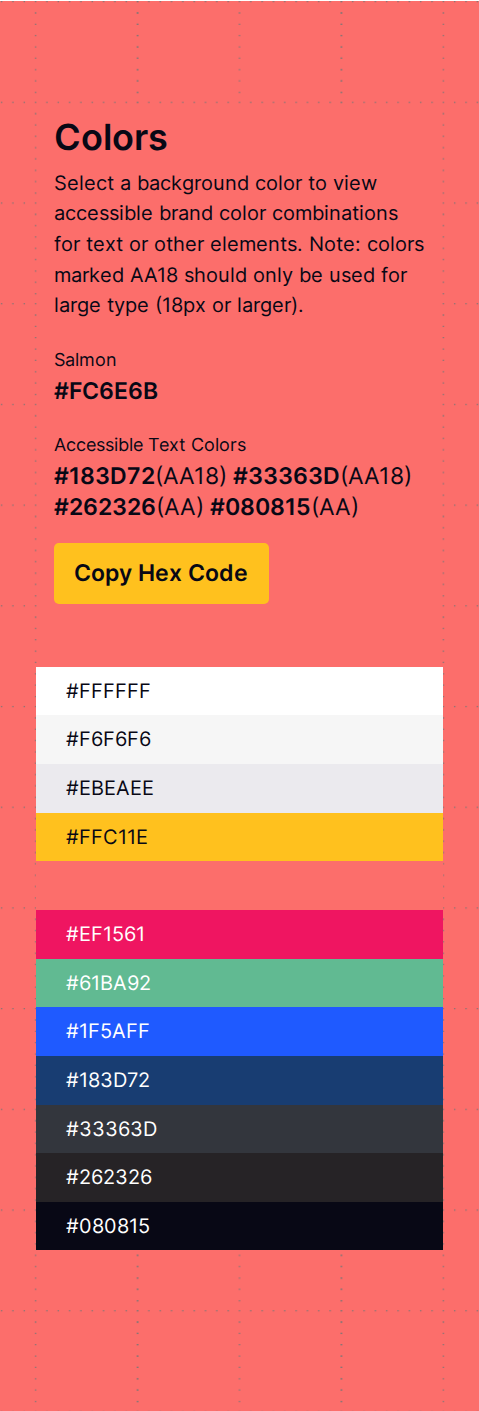 Colors
Select a background color to view
accessible brand color combinations
for text or other elements. Note: colors
marked AA18 should only be used for
large type (18px or larger).
Salmon
#FC6E6B
Accessible Text Colors
#183D72(AA18) #33363D(AA18)
#262326(AA) #080815(AA)
Copy Hex Code
#FFFFFF
#F6F6F6
#EBEAEE
#FFC11E
#EF1561
#61BA92
#1F5AFF
#183D72
#33363D
#262326
#080815